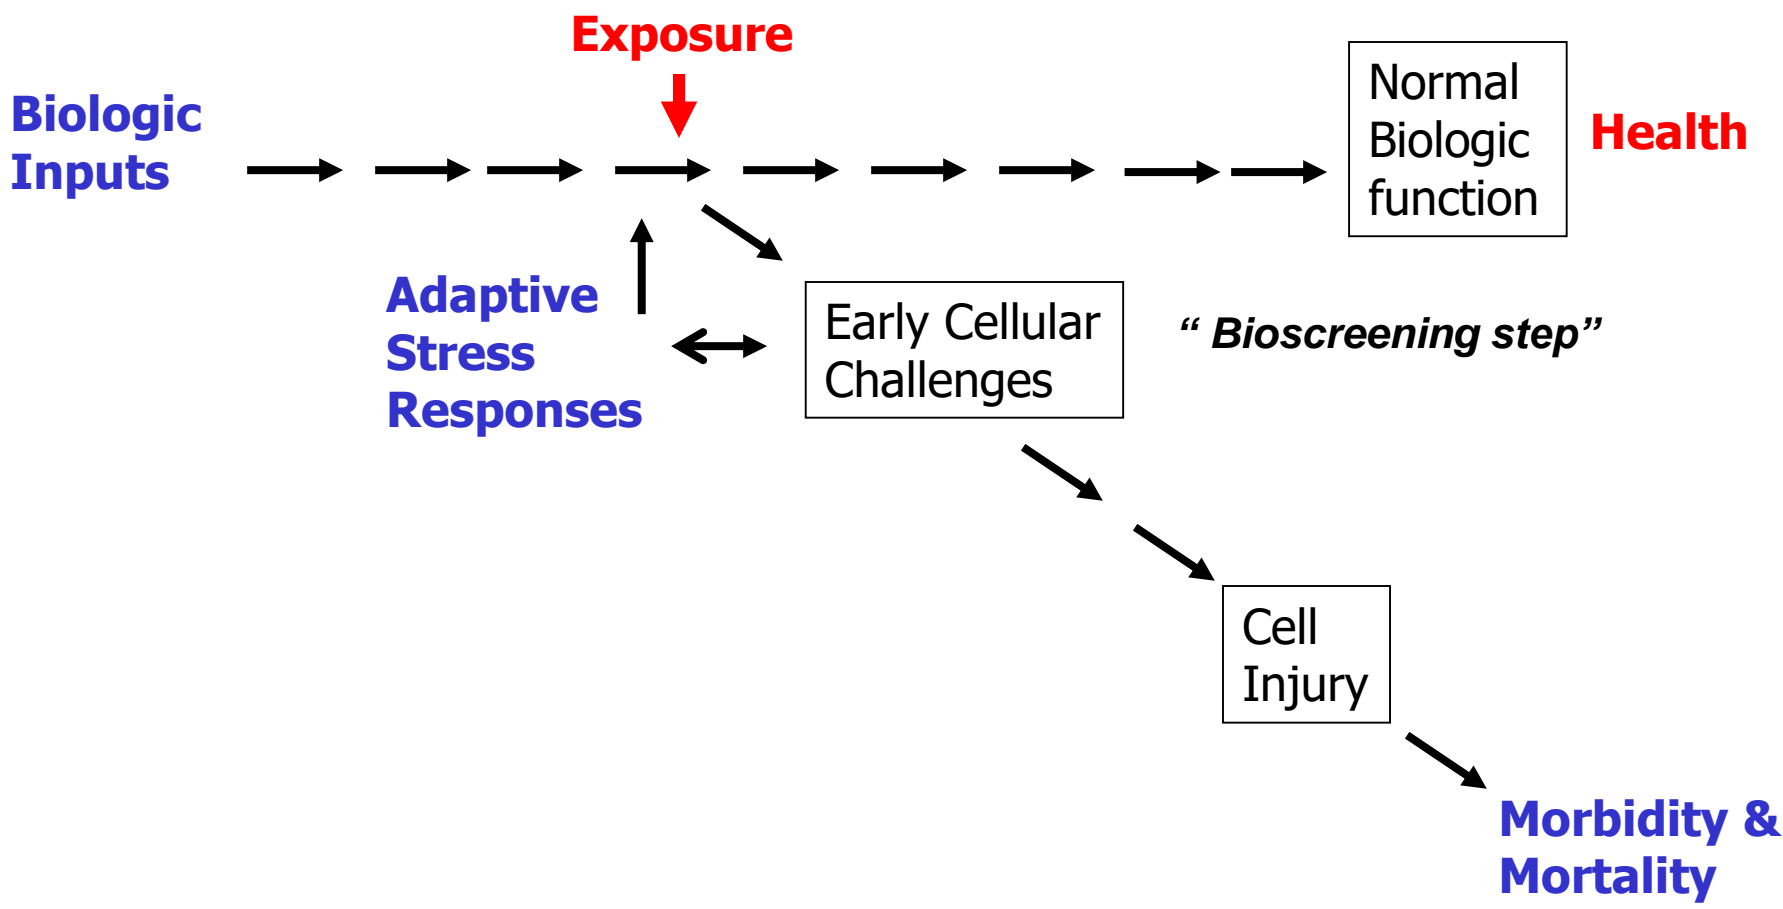 Exposure
Biologic
Inputs
Normal
Biologic
function
Health
Adaptive
Stress
Responses
Early Cellular
Challenges
“ Bioscreening step”
Cell
Injury
Morbidity &
Mortality